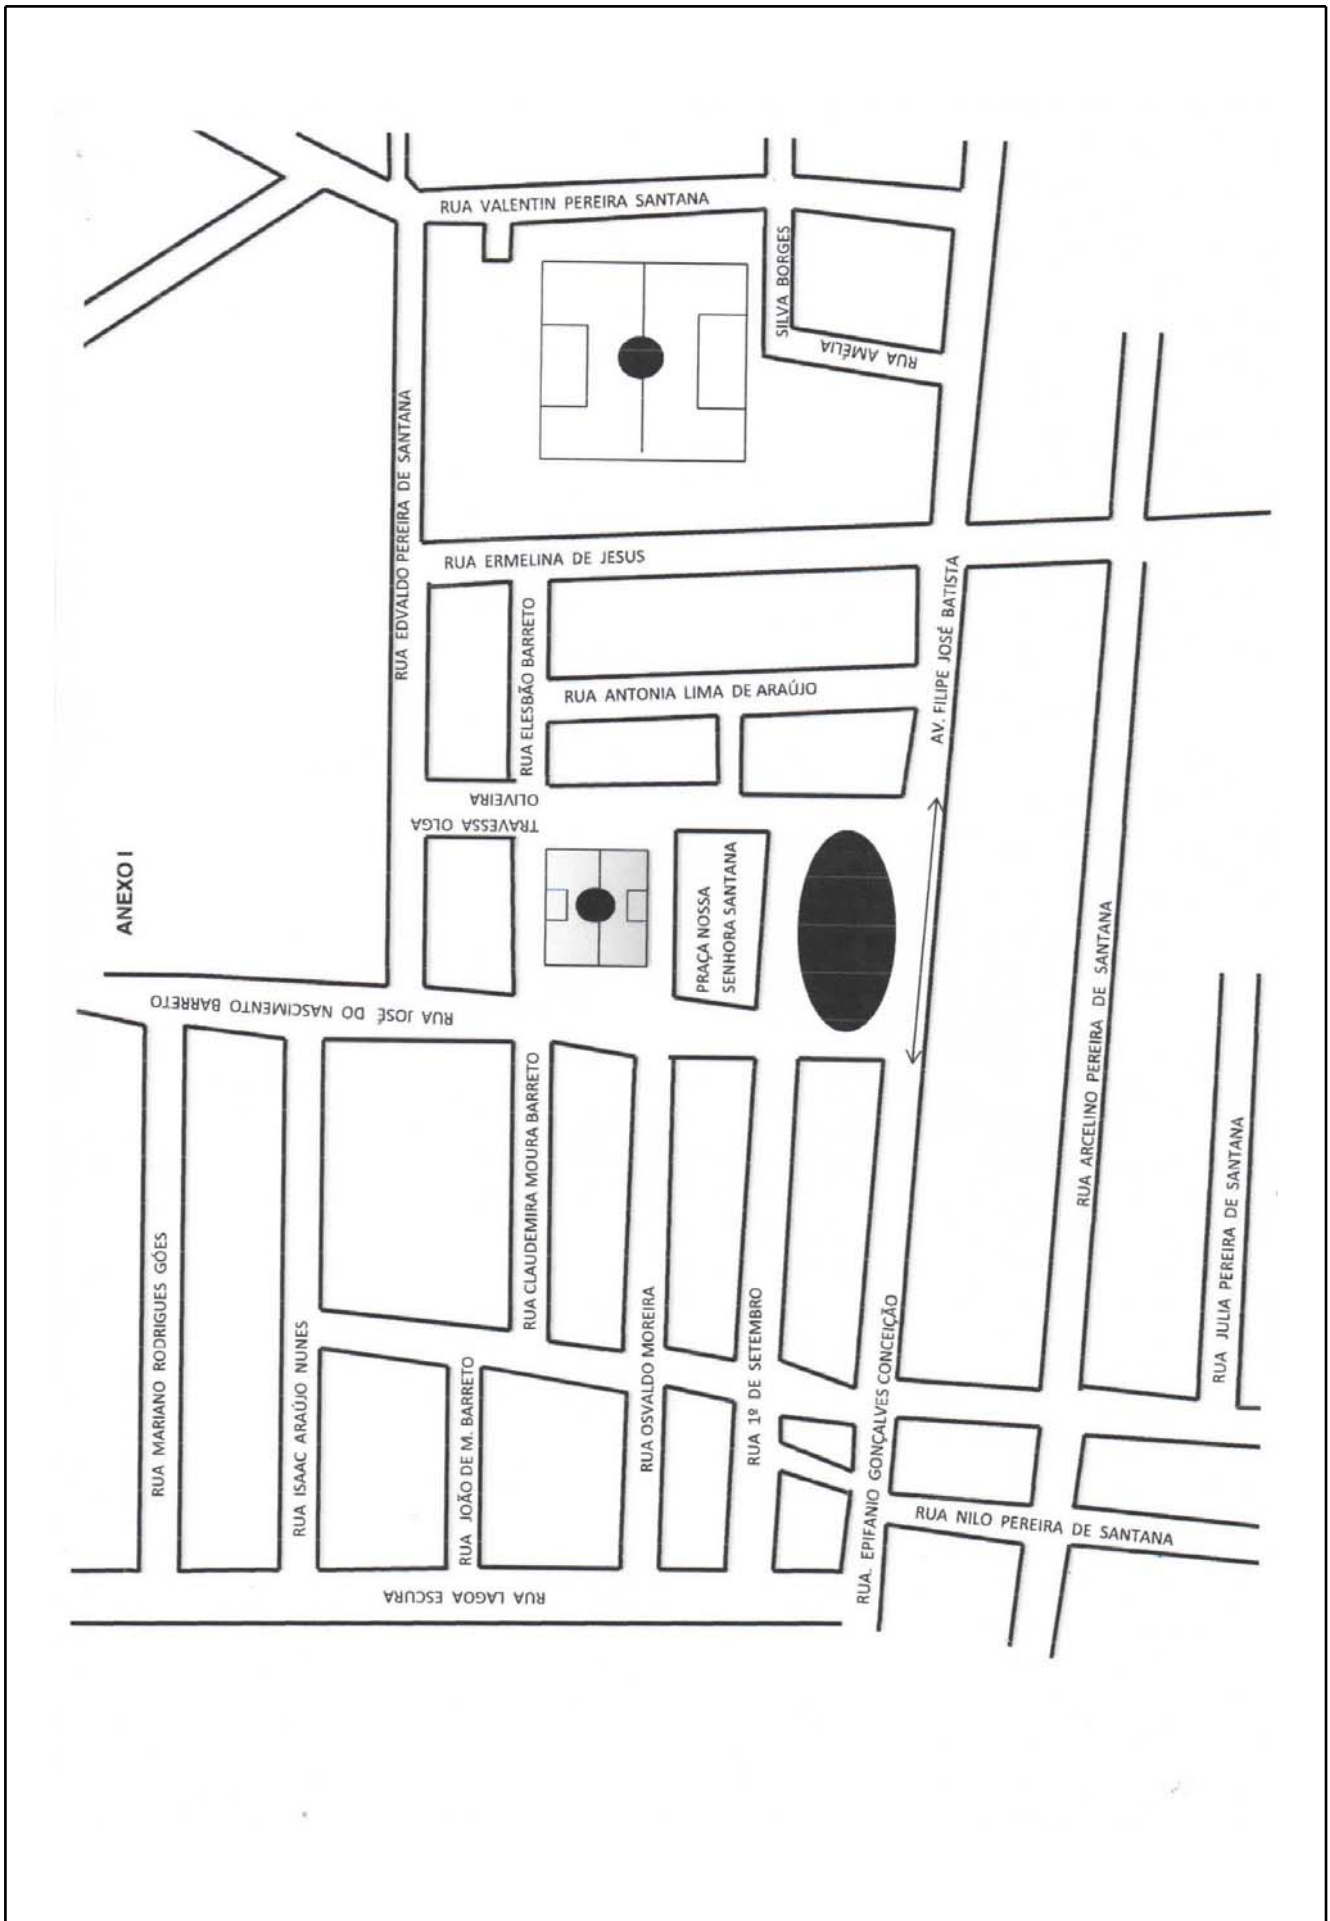 ANEXO I
RUA VALENTIN PEREIRA SANTANA
SILVA BORGES
RUA AMÉLIA
RUA EDVALDO PEREIRA DE SANTANA
RUA ERMELINA DE JESUS
RUA ELESBÃO BARRETO
RUA ANTONIA LIMA DE ARAÚJO
AV. FILIPE JOSÉ BATISTA
TRAVESSA OLGA
OLIVEIRA
PRAÇA NOSSA
SENHORA SANTANA
RUA ARCELINO PEREIRA DE SANTANA
RUA JOSÉ DO NASCIMENTO BARRETO
RUA CLAUDEMIRA MOURA BARRETO
RUA MARIANO RODRIGUES GÓES
RUA ISAAC ARAÚJO NUNES
RUA JOÃO DE M. BARRETO
RUA OSVALDO MOREIRA
RUA 1º DE SETEMBRO
RUA. EPIFANIO GONÇALVES CONCEIÇÃO
RUA JULIA PEREIRA DE SANTANA
RUA NILO PEREIRA DE SANTANA
RUA LAGOA ESCURA